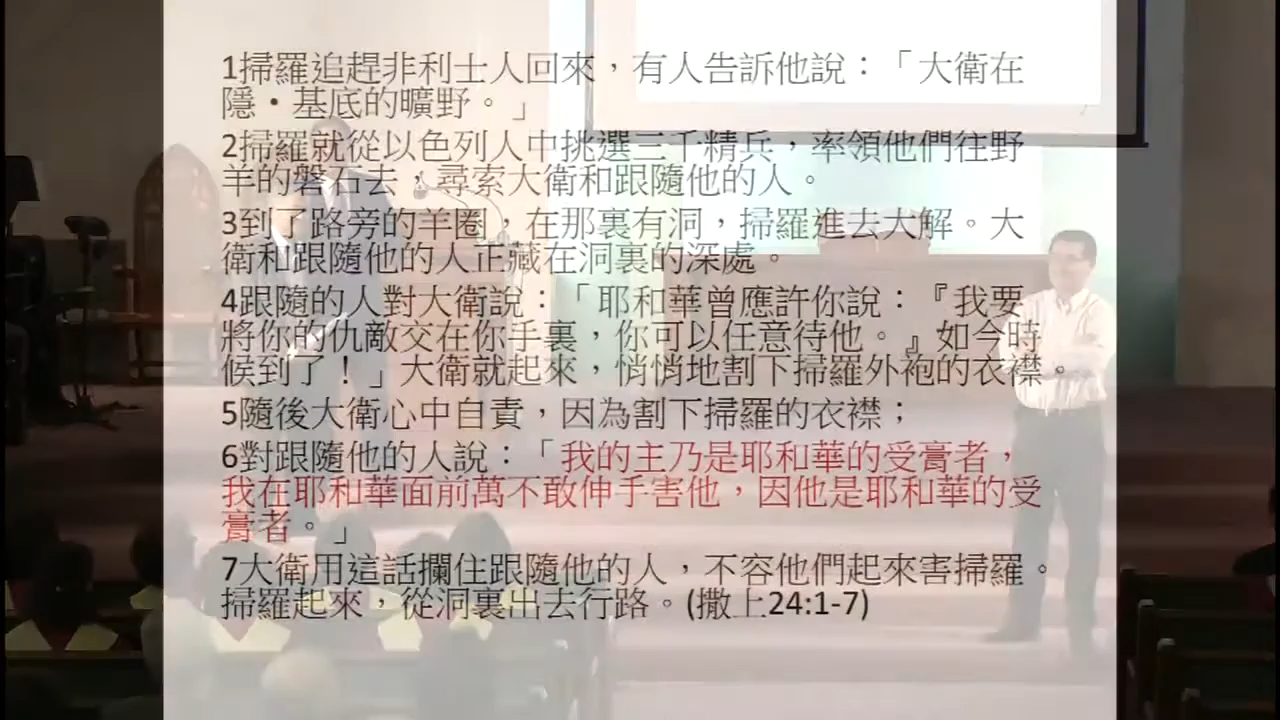 1掃羅追趕非利士人回來，有人告訴他說：「大衛在
隱‧基底的曠野。」
2掃羅就從以色列人中挑選三千精兵，率領他們往野
羊的磐石去，尋索大衛和跟隨他的人。
3到了路旁的羊圈，在那裏有洞，掃羅進去大解。大
衛和跟隨他的人正藏在洞裏的深處。
4跟隨的人對大衛說：「耶和華曾應許你說：『我要
將你的仇敵交在你手裏，你可以任意待他。』如今時
候到了！」大衛就起來，悄悄地割下掃羅外袍的衣襟。
5隨後大衛心中自責，因為割下掃羅的衣襟；
6對跟隨他的人說：「我的主乃是耶和華的受膏者，
我在耶和華面前萬不敢伸手害他，因他是耶和華的受
膏者。」
7大衛用這話攔住跟隨他的人，不容他們起來害掃羅。
掃羅起來，從洞裏出去行路。(撒上24:1-7)